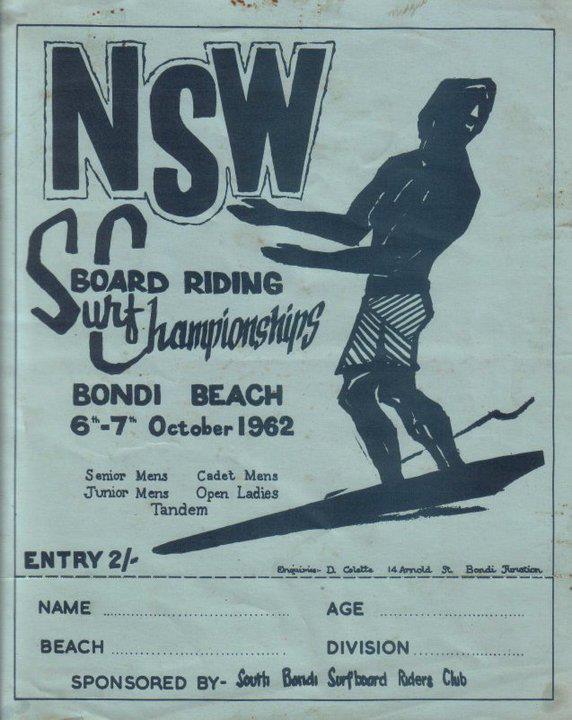 NSW
Surf
BOARD RIDING
Championships
BONDI BEACH
6th-7th October 1962
Senior Mens Cadet Mens
Junior Mens Open Ladies
Tandem
ENTRY 2/-
Enquiries- D. Colette 14 Arnold St. Bondi Junction
NAME AGE
BEACH DIVISION
SPONSORED BY- South Bondi Surfboard Riders Club